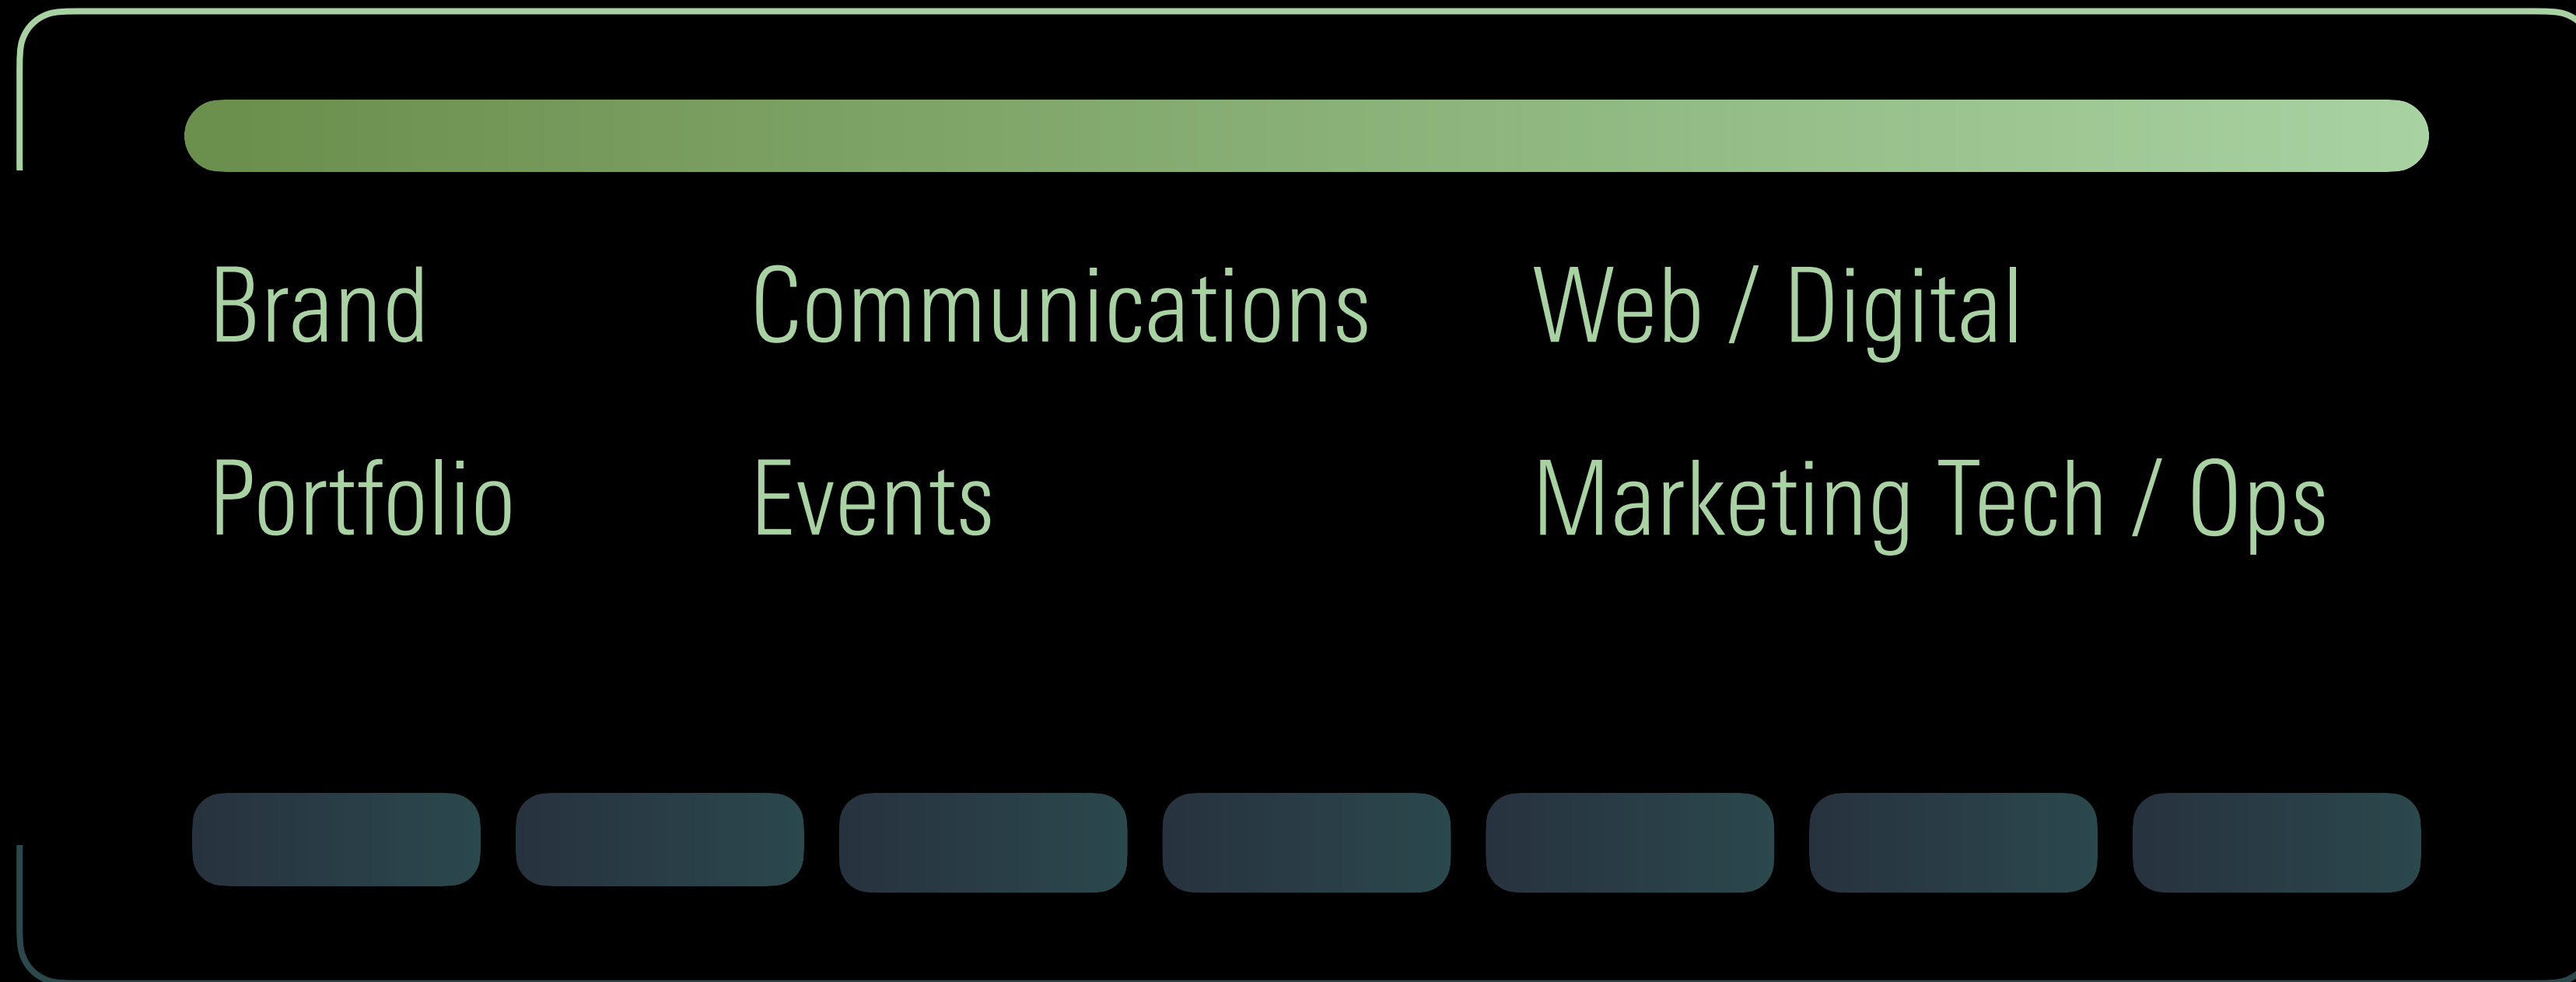 Brand Communications Web / Digital
Portfolio Events Marketing Tech / Ops